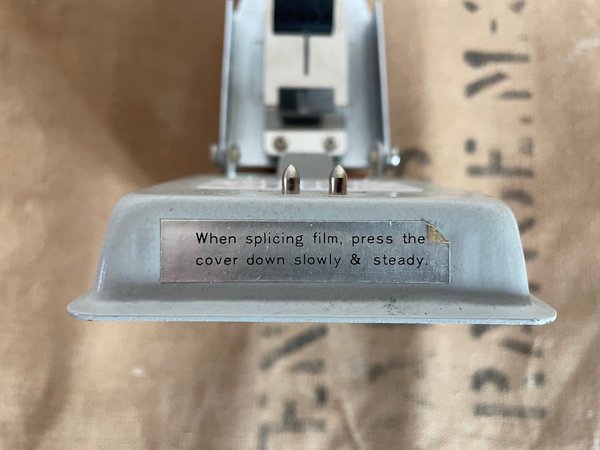 When splicing film, press the
cover down slowly & steady.